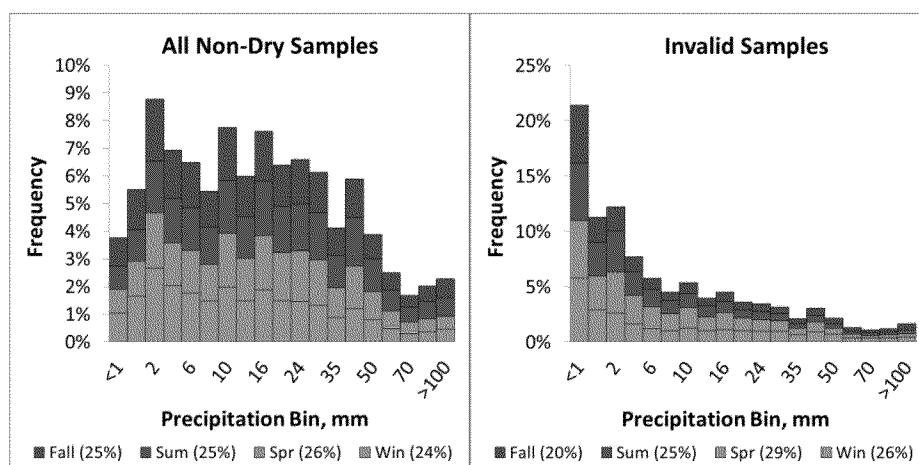 All Non-Dry Samples
10%
9%
8%
7%
6%
5%
4%
3%
2%
1%
0%
Frequency
<1 2 6 10 16 24 35 50 70 >100
Precipitation Bin, mm
Fall (25%) Sum (25%) Spr (26%) Win (24%)
Invalid Samples
25%
20%
15%
10%
5%
0%
Frequency
<1 2 6 10 16 24 35 50 70 >100
Precipitation Bin, mm
Fall (20%) Sum (25%) Spr (29%) Win (26%)